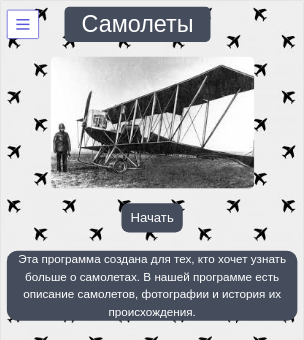 Самолеты
Начать
Эта программа создана для тех, кто хочет узнать
больше о самолетах. В нашей программе есть
описание самолетов, фотографии и история их
происхождения.